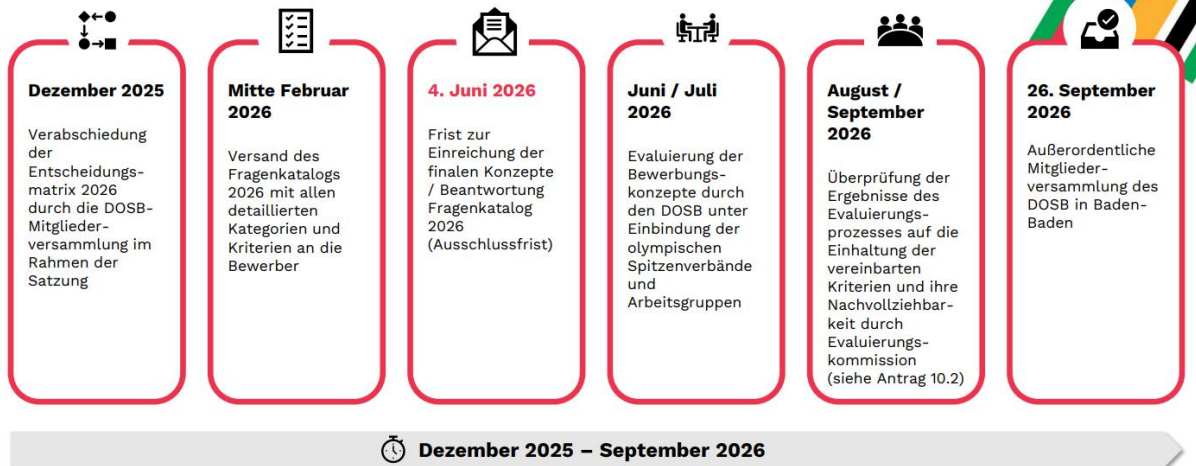 Dezember 2025
Verabschiedung
der
Entscheidungs-
matrix 2026
durch die DOSB-
Mitglieder-
versammlung im
Rahmen der
Satzung
Mitte Februar
2026
Versand des
Fragenkatalogs
2026 mit allen
detaillierten
Kategorien und
Kriterien an die
Bewerber
4. Juni 2026
Frist zur
Einreichung der
finalen Konzepte
/ Beantwortung
Fragenkatalog
2026
(Ausschlussfrist)
Juni / Juli
2026
Evaluierung der
Bewerbungs-
konzepte durch
den DOSB unter
Einbindung der
olympischen
Spitzenverbände
und
Arbeitsgruppen
August /
September
2026
Überprüfung der
Ergebnisse des
Evaluierungs-
prozesses auf die
Einhaltung der
vereinbarten
Kriterien und ihre
Nachvollziehbar-
keit durch
Evaluierungs-
kommission
(siehe Antrag 10.2)
26. September
2026
Außerordentliche
Mitglieder-
versammlung des
DOSB in Baden-
Baden
Dezember 2025 – September 2026